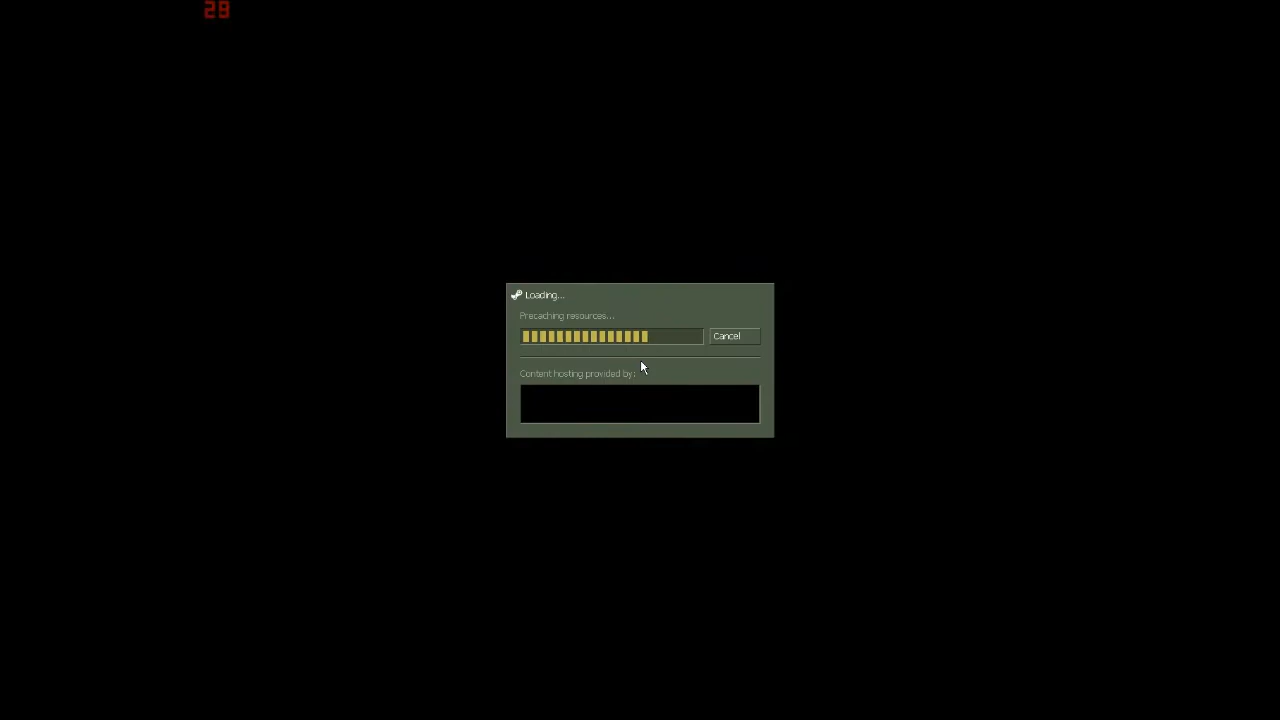 29
Loading...
Precaching resources...
Cancel
Content hosting provided by: